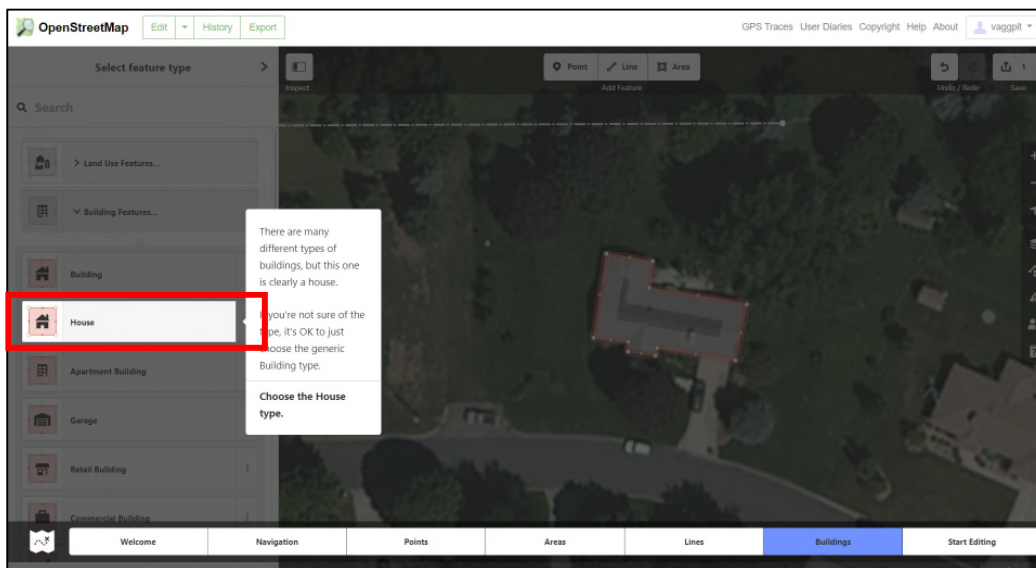 OpenStreetMap Edit History Export GPS Traces User Diaries Copyright Help About vaggpit
Select feature type
Inspect
Point Line Area
Add Feature
Undo / Redo
1
Save
Search
Land Use Features...
Building Features...
Building
House
Apartment Building
Garage
Retail Building
Commercial Building
There are many
different types of
buildings, but this one
is clearly a house.
you're not sure of the
type, it's OK to just
choose the generic
Building type.
Choose the House
type.
Welcome Navigation Points Areas Lines Buildings Start Editing